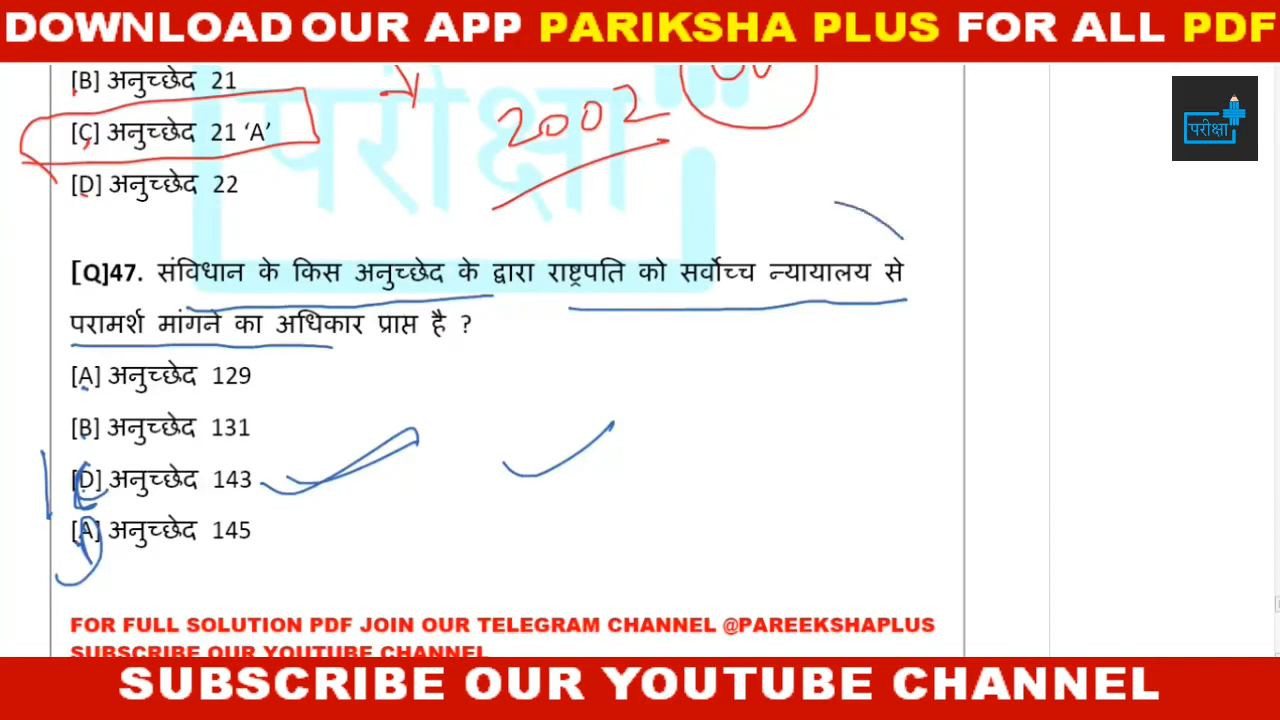 DOWNLOAD OUR APP PARIKSHA PLUS FOR ALL PDF
[B] अनुच्छेद 21
[C] अनुच्छेद 21 ‘A’
2002
[D] अनुच्छेद 22
परीक्षा
परीक्षा
[Q]47. संविधान के किस अनुच्छेद के द्वारा राष्ट्रपति को सर्वोच्च न्यायालय से
परामर्श मांगने का अधिकार प्राप्त है ?
[A] अनुच्छेद 129
[B] अनुच्छेद 131
[D] अनुच्छेद 143
[A] अनुच्छेद 145
FOR FULL SOLUTION PDF JOIN OUR TELEGRAM CHANNEL @PAREEKSHAPLUS
SUBSCRIBE OUR YOUTUBE CHANNEL
SUBSCRIBE OUR YOUTUBE CHANNEL